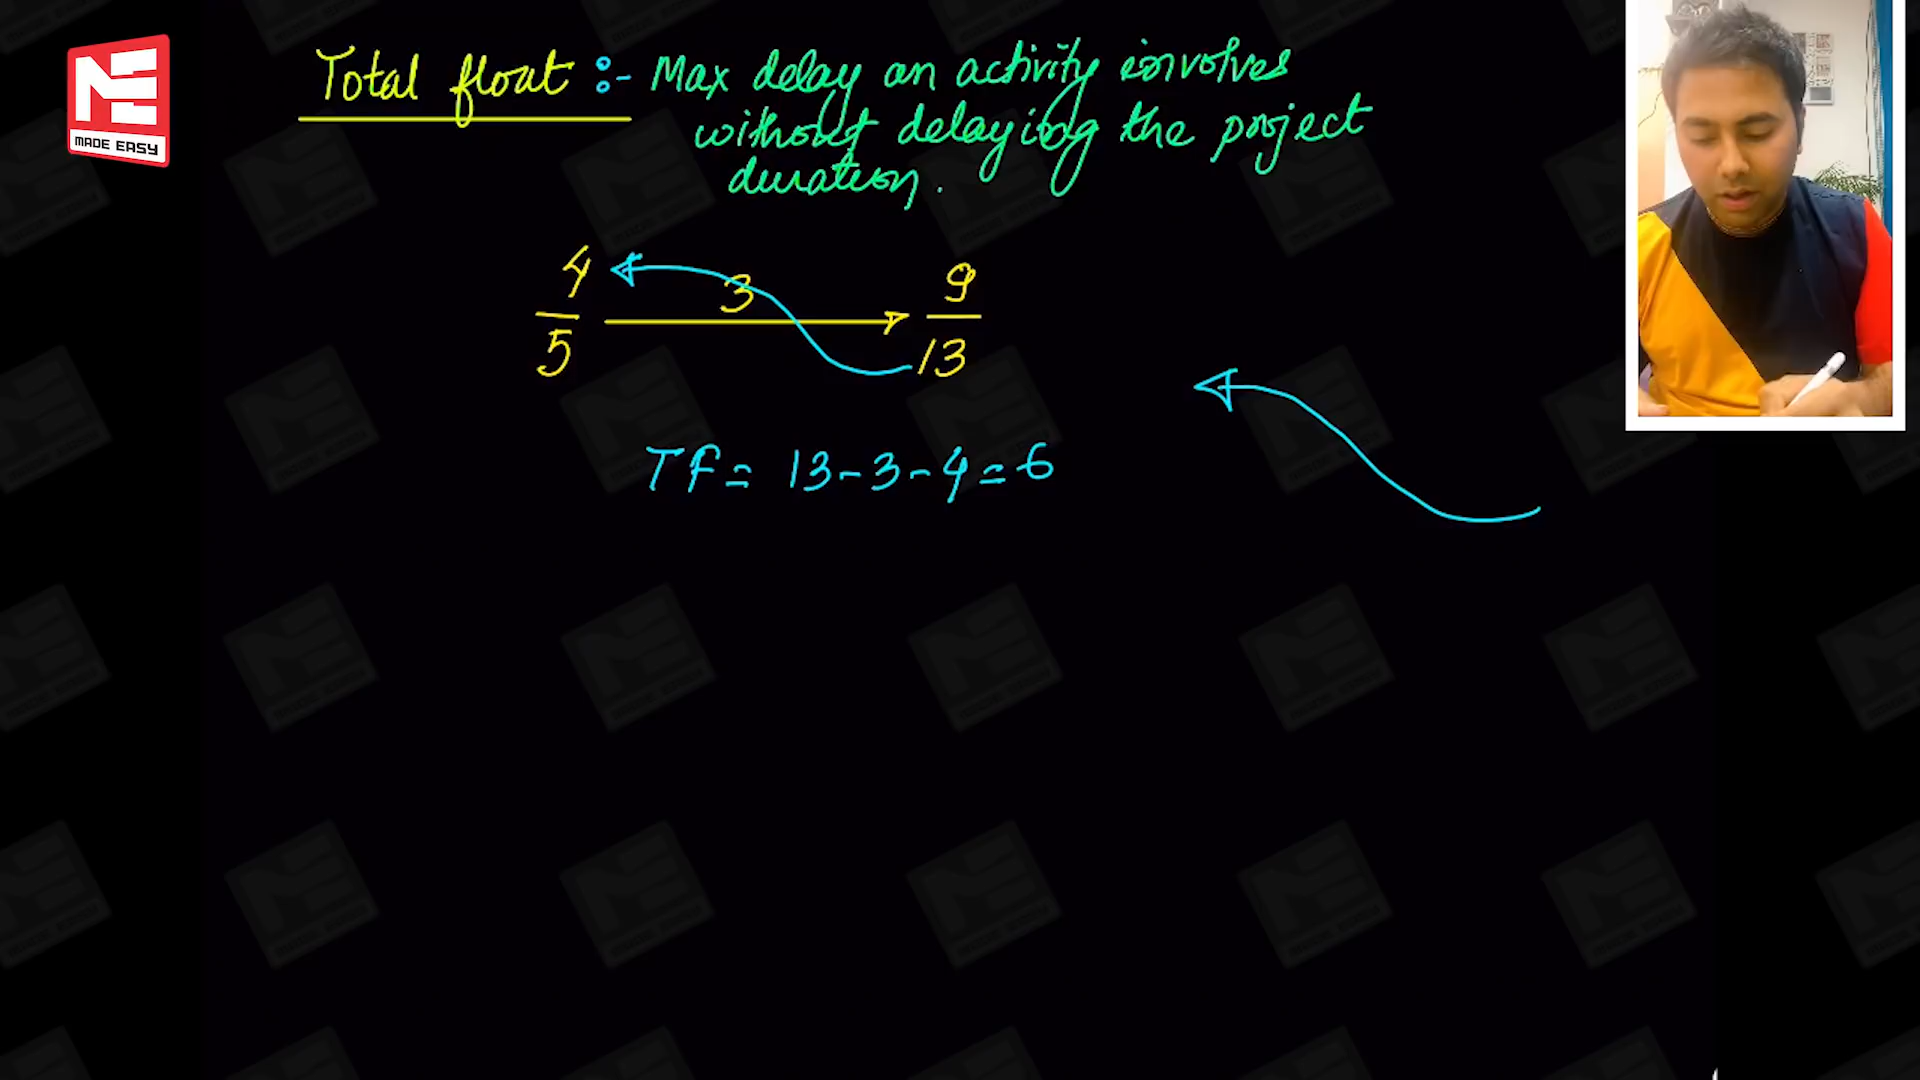 ME
MADE EASY
Total float :- Max delay an activity involves
without delaying the project
duration.
4 3 9
5 13
TF = 13 - 3 - 4 = 6